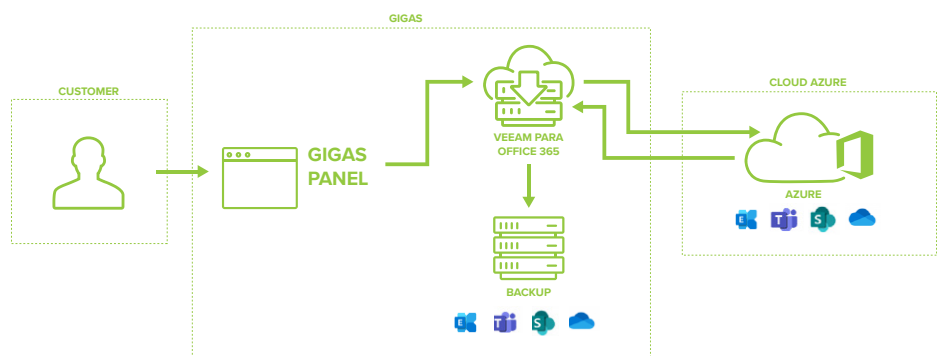 GIGAS
CUSTOMER
CLOUD AZURE
GIGAS
PANEL
VEEAM PARA
OFFICE 365
AZURE
E
T
S
BACKUP
E
T
S